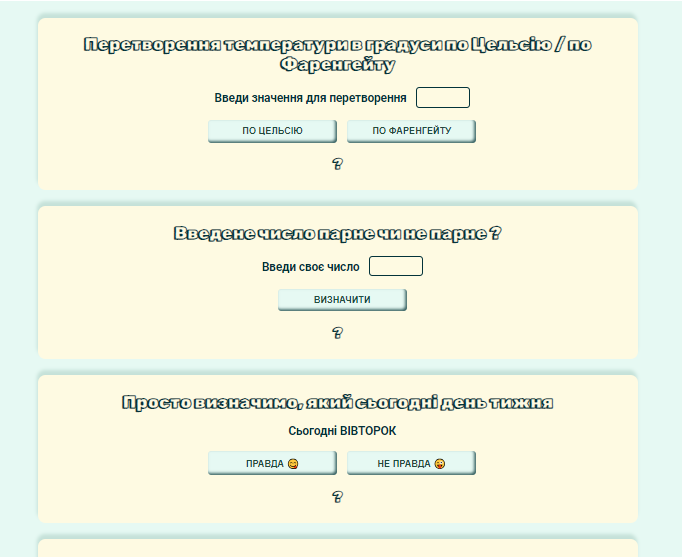 Перетворення температури в градуси по Цельсію / по
Фаренгейту
Введи значення для перетворення
ПО ЦЕЛЬСІЮ ПО ФАРЕНГЕЙТУ
?
Введене число парне чи не парне ?
Введи своє число
ВИЗНАЧИТИ
?
Просто визначимо, який сьогодні день тижня
Сьогодні ВІВТОРОК
ПРАВДА 😋 НЕ ПРАВДА 😛
?